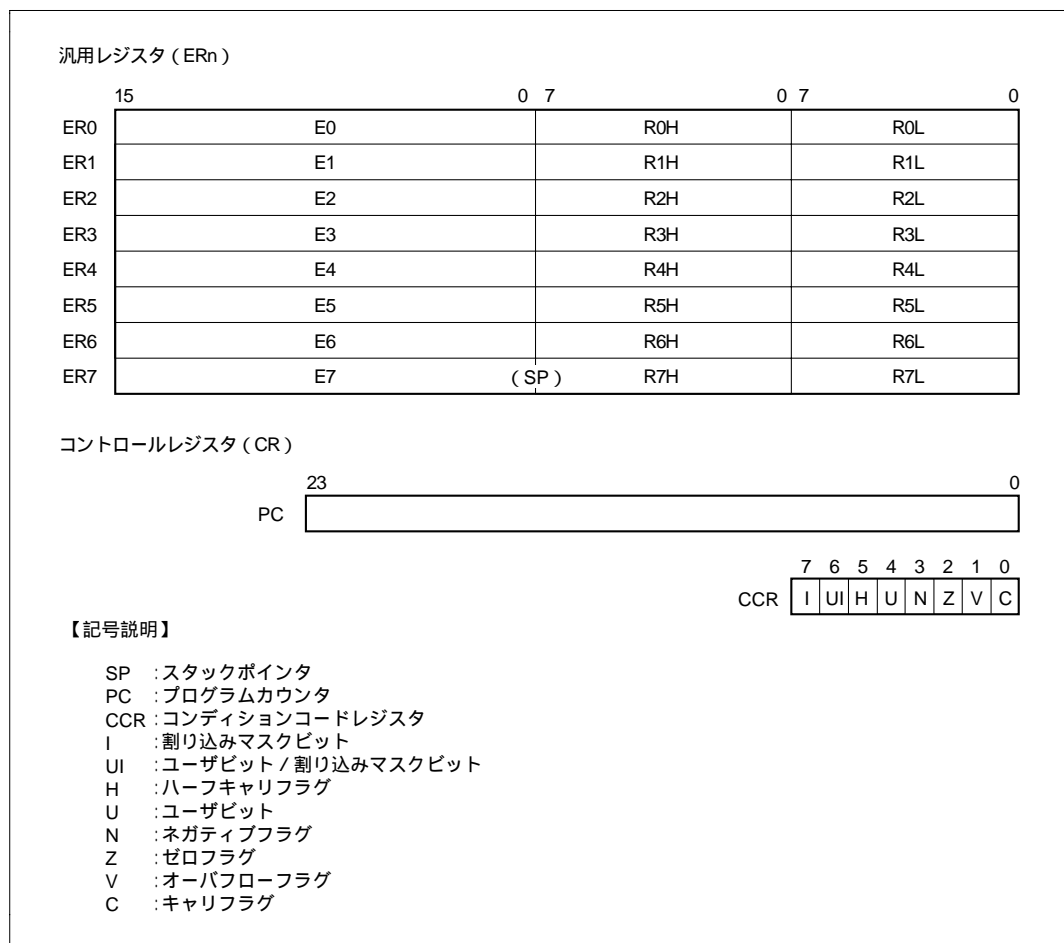 汎用レジスタ（ERn）
15 0 7 0 7 0
ER0 E0 R0H R0L
ER1 E1 R1H R1L
ER2 E2 R2H R2L
ER3 E3 R3H R3L
ER4 E4 R4H R4L
ER5 E5 R5H R5L
ER6 E6 R6H R6L
ER7 E7 （SP） R7H R7L
コントロールレジスタ（CR）
23 0
PC
7 6 5 4 3 2 1 0
CCR I UI H U N Z V C
【記号説明】
SP :スタックポインタ
PC :プログラムカウンタ
CCR :コンディションコードレジスタ
I :割り込みマスクビット
UI :ユーザビット／割り込みマスクビット
H :ハーフキャリフラグ
U :ユーザビット
N :ネガティブフラグ
Z :ゼロフラグ
V :オーバフローフラグ
C :キャリフラグ